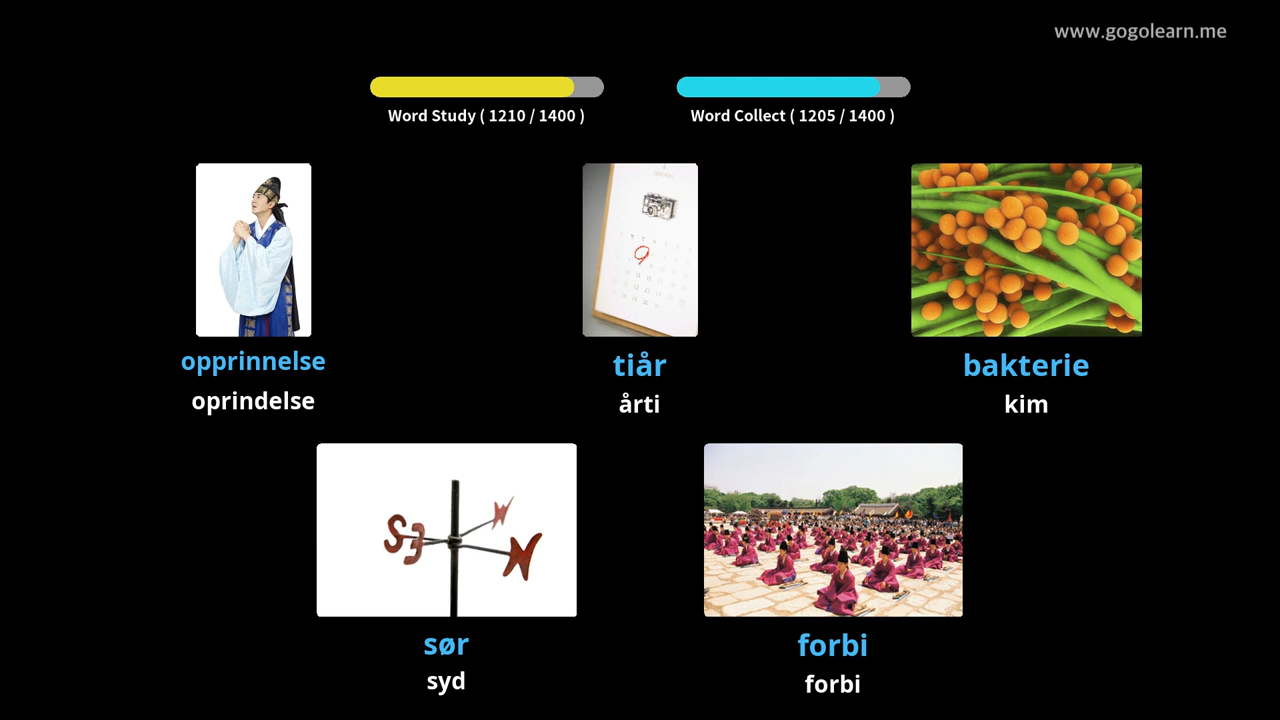 www.gogolearn.me
Word Study ( 1210 / 1400 )
Word Collect ( 1205 / 1400 )
opprinnelse
oprindelse
tiår
årti
bakterie
kim
sør
syd
forbi
forbi